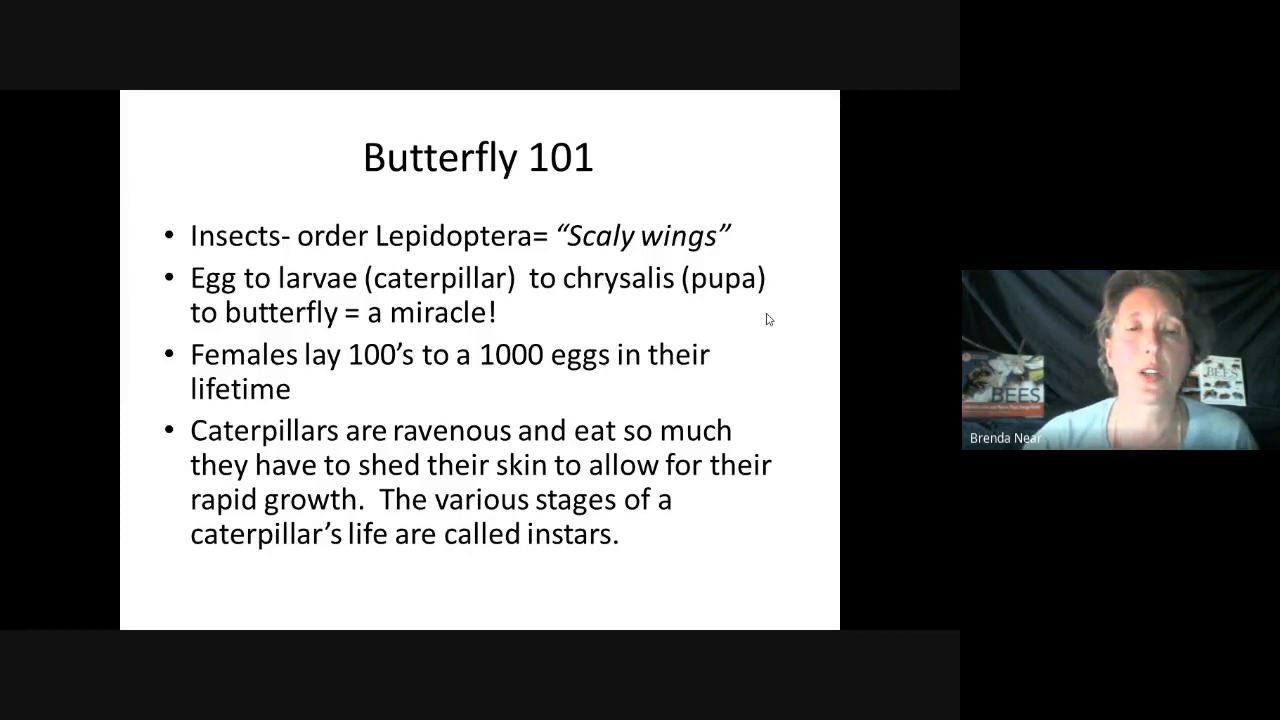 Butterfly 101
• Insects- order Lepidoptera= “Scaly wings”
• Egg to larvae (caterpillar)  to chrysalis (pupa)
to butterfly = a miracle!
• Females lay 100’s to a 1000 eggs in their
lifetime
• Caterpillars are ravenous and eat so much
they have to shed their skin to allow for their
rapid growth.  The various stages of a
caterpillar’s life are called instars.
BEES
BEES
Brenda Near